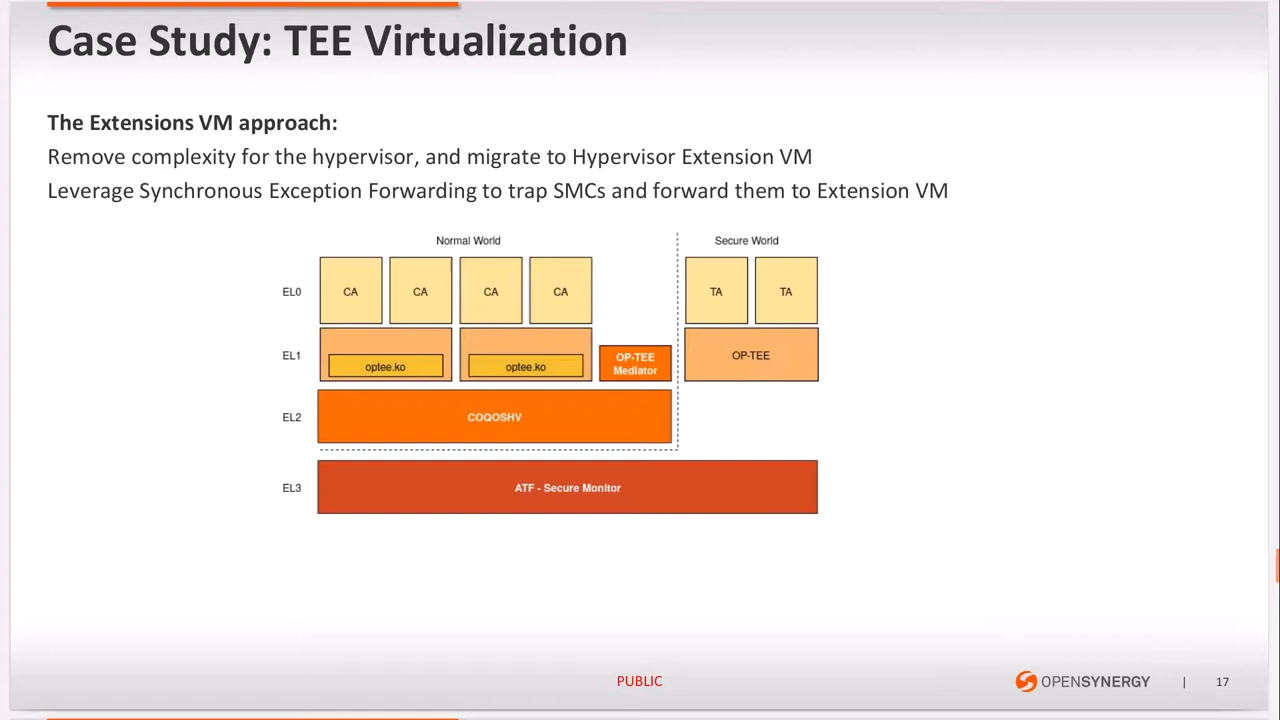 Case Study: TEE Virtualization
The Extensions VM approach:
Remove complexity for the hypervisor, and migrate to Hypervisor Extension VM
Leverage Synchronous Exception Forwarding to trap SMCs and forward them to Extension VM
Normal World
Secure World
EL0
CA
CA
CA
CA
TA
TA
EL1
optee.ko
optee.ko
OP-TEE
Mediator
OP-TEE
EL2
COQOSHV
EL3
ATF - Secure Monitor
PUBLIC
OPENSYNERGY
|
17